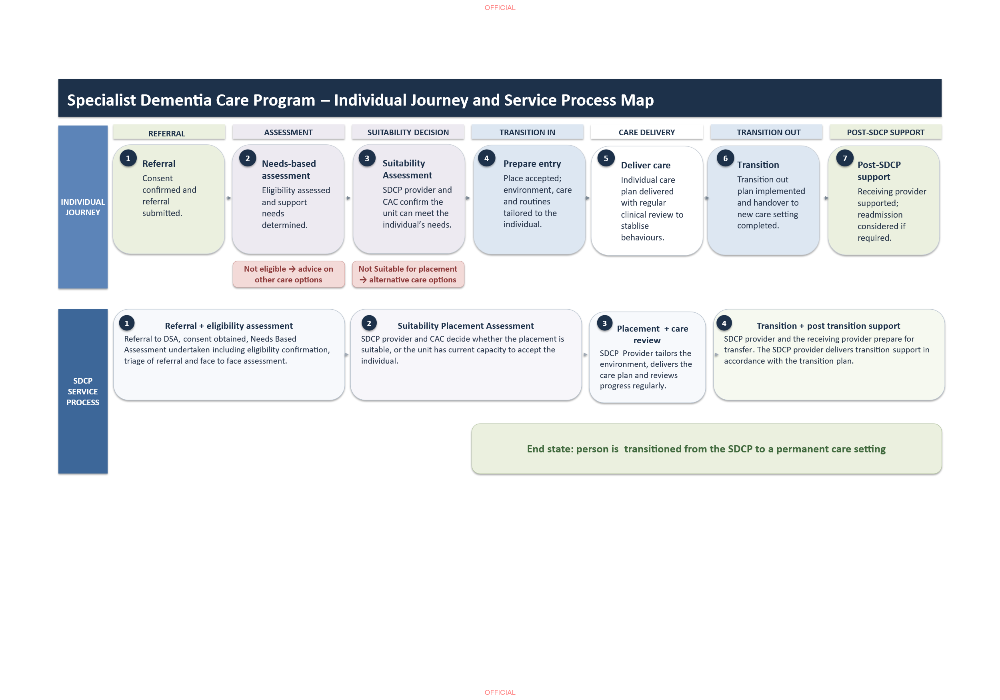 OFFICIAL
Specialist Dementia Care Program – Individual Journey and Service Process Map
INDIVIDUAL
JOURNEY
REFERRAL
ASSESSMENT
SUITABILITY DECISION
TRANSITION IN
CARE DELIVERY
TRANSITION OUT
POST-SDCP SUPPORT
1
Referral
Consent
confirmed and
referral
submitted.
2
Needs-based
assessment
Eligibility assessed
and support
needs
determined.
3
Suitability
Assessment
SDCP provider and
CAC confirm the
unit can meet the
individual’s needs.
4
Prepare entry
Place accepted;
environment, care
and routines
tailored to the
individual.
5
Deliver care
Individual care
plan delivered
with regular
clinical review to
stablise
behaviours.
6
Transition
Transition out
plan implemented
and handover to
new care setting
completed.
7
Post-SDCP
support
Receiving provider
supported;
readmission
considered if
required.
Not eligible → advice on
other care options
Not Suitable for placement
→ alternative care options
SDCP
SERVICE
PROCESS
1
Referral + eligibility assessment
Referral to DSA, consent obtained, Needs Based
Assessment undertaken including eligibility confirmation,
triage of referral and face to face assessment.
2
Suitability Placement Assessment
SDCP provider and CAC decide whether the placement is
suitable, or the unit has current capacity to accept the
individual.
3
Placement  + care
review
SDCP  Provider tailors the
environment, delivers the
care plan and reviews
progress regularly.
4
Transition + post transition support
SDCP provider and the receiving provider prepare for
transfer. The SDCP provider delivers transition support in
accordance with the transition plan.
End state: person is  transitioned from the SDCP to a permanent care setting
OFFICIAL